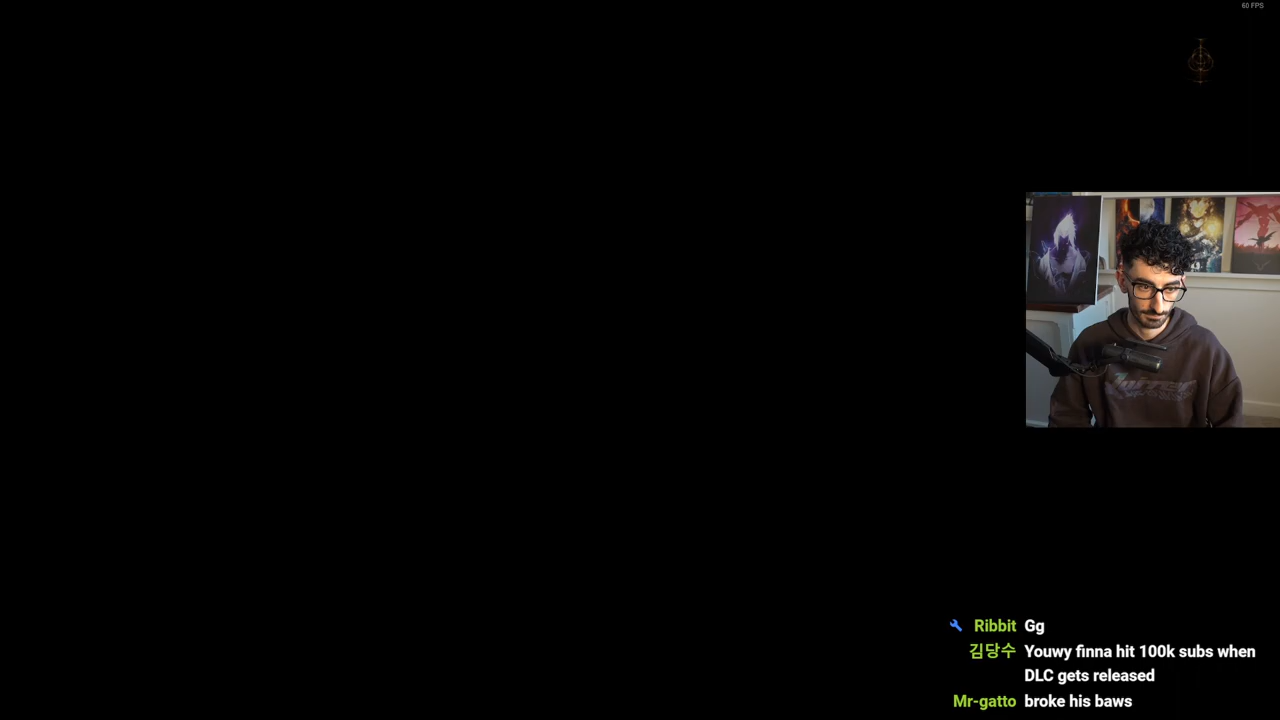 60 FPS
Ribbit Gg
김당수 Youwy finna hit 100k subs when
DLC gets released
Mr-gatto broke his baws